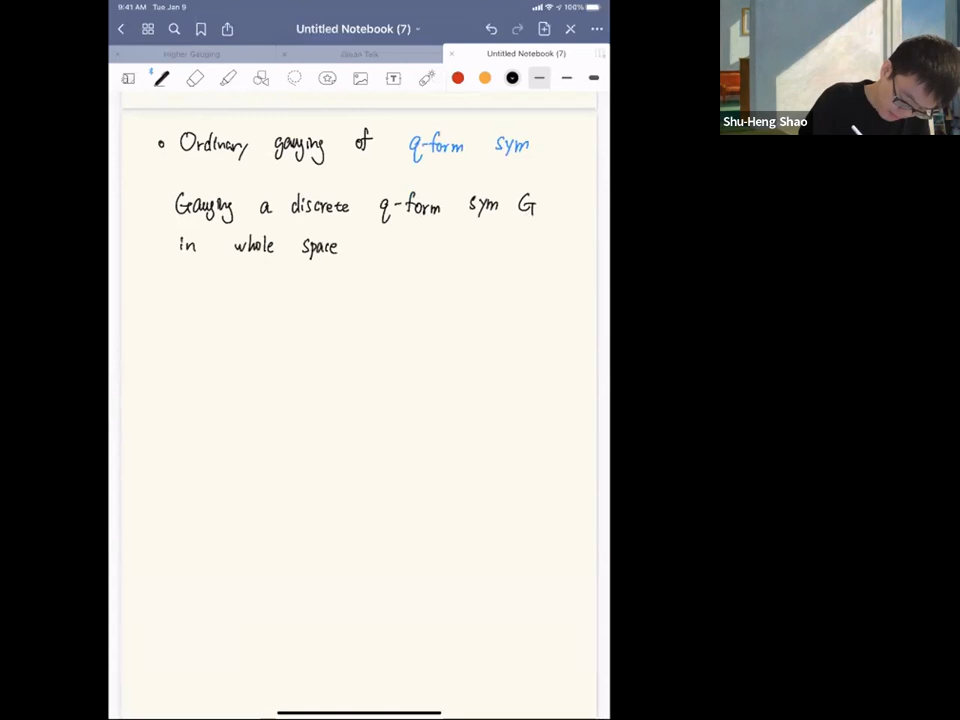 9:41 AM Tue Jan 9
100%
Untitled Notebook (7)
Higher Gauging
Untitled Notebook (7)
Shu-Heng Shao
• Ordinary gauging of q-form sym
Gauging a discrete q-form sym G
in whole space